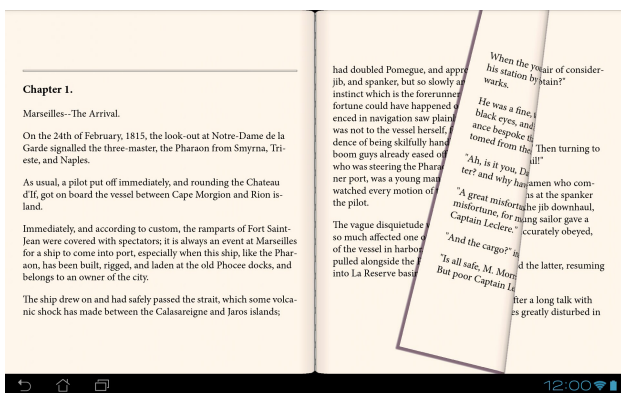 Chapter 1.
Marseilles--The Arrival.
On the 24th of February, 1815, the look-out at Notre-Dame de la
Garde signalled the three-master, the Pharaon from Smyrna, Tri-
este, and Naples.
As usual, a pilot put off immediately, and rounding the Chateau
d'If, got on board the vessel between Cape Morgion and Rion is-
land.
Immediately, and according to custom, the ramparts of Fort Saint-
Jean were covered with spectators; it is always an event at Marseilles
for a ship to come into port, especially when this ship, like the Phar-
aon, has been built, rigged, and laden at the old Phocee docks, and
belongs to an owner of the city.
The ship drew on and had safely passed the strait, which some volca-
nic shock has made between the Calasareigne and Jaros islands;
had doubled Pomegue, and
jib, and spanker, but so slowly
instinct which is the forerunner
fortune could have happened
enced in navigation saw
was not to the vessel herself,
dence of being skilfully
boom guys already eased
who was steering the
ner port, was a young
watched every motion of
the pilot.
The vague disquietude
so much affected one
of the vessel in harbor
pulled alongside the
into La Reserve
When the
his station
warks.
He was a fine,
black eyes, and
ance bespoke
tomed from the
"Ah, is it you,
ter? and why
"A great
misfortune, for
Captain Leclere."
"And the cargo?"
"Is all safe, M.
But poor Captain
air of consider-
Then turning to
who com-
at the spanker
jib downhaul,
sailor gave a
obeyed,
the latter, resuming
a long talk with
greatly disturbed in
12:00